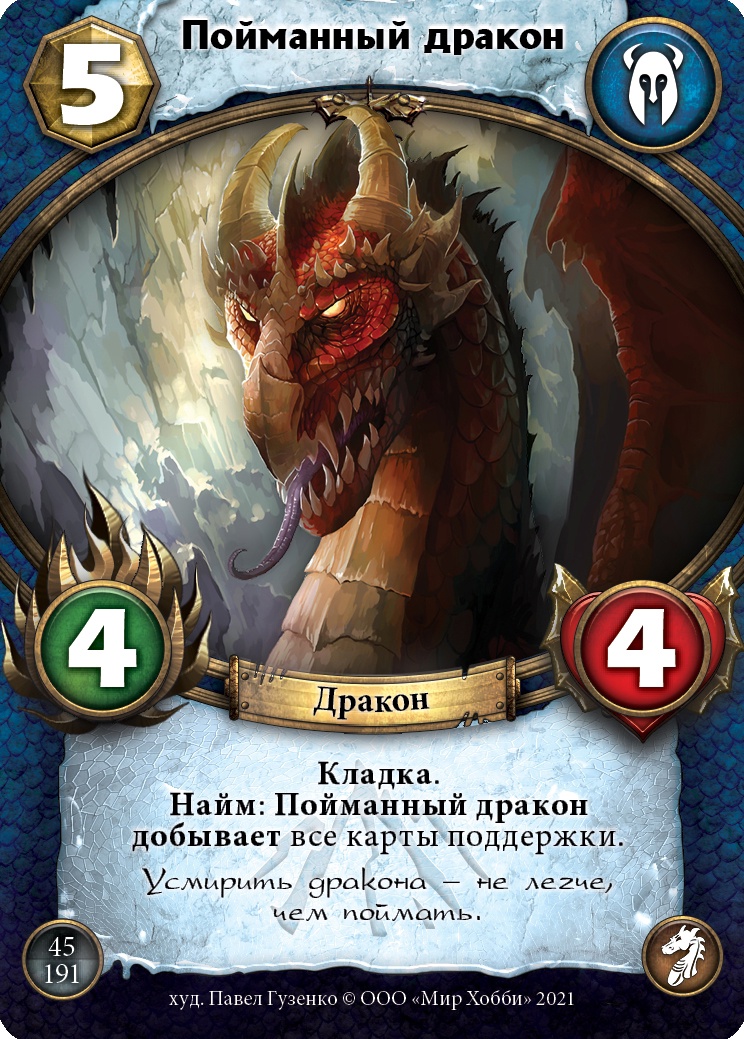 Пойманный дракон
5
4
4
Дракон
Кладка.
Найм: Пойманный дракон
добывает все карты поддержки.
Усмирить дракона – не легче,
чем поймать.
45
191
худ. Павел Гузенко © ООО «Мир Хобби» 2021